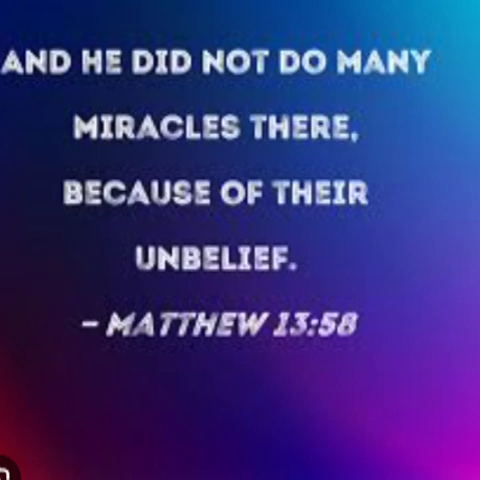 AND HE DID NOT DO MANY
MIRACLES THERE,
BECAUSE OF THEIR
UNBELIEF.
– MATTHEW 13:58